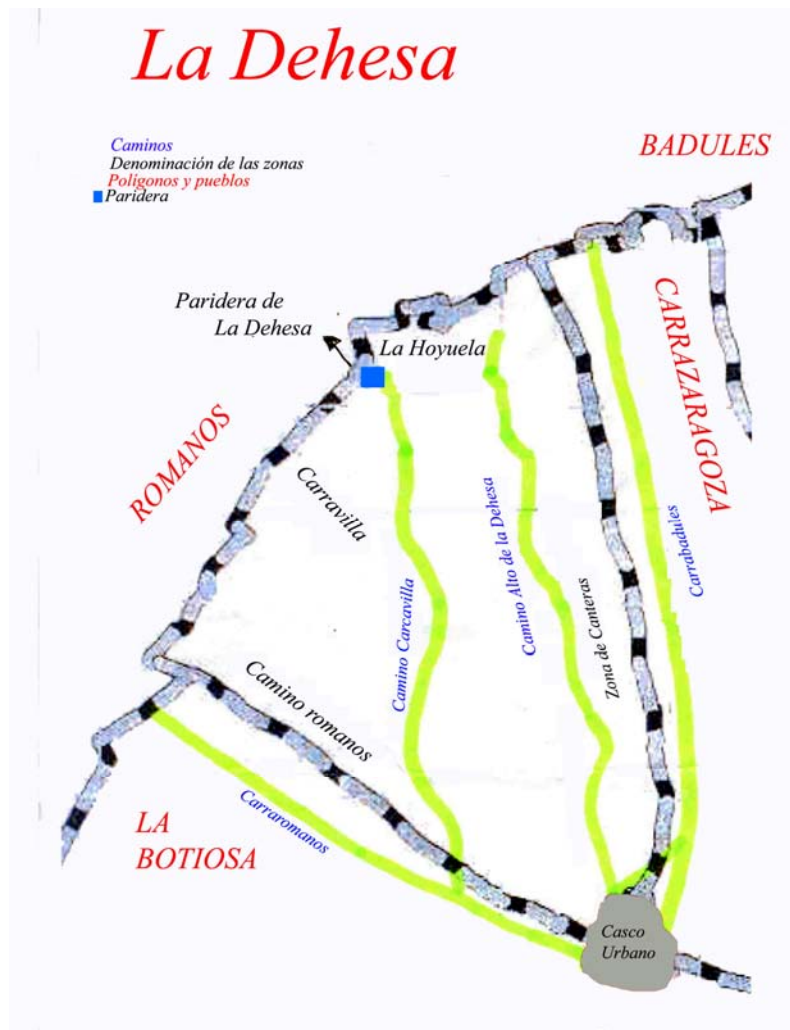 La Dehesa
Caminos
Denominación de las zonas
Polígonos y pueblos
Paridera
BADULES
Paridera de
La Dehesa
La Hoyuela
CARRAZARAGOZA
ROMANOS
Carravilla
Camino Alto de la Dehesa
Carrabadules
Camino Carcavilla
Zona de Canteras
Camino romanos
Carraromanos
LA
BOTIOSA
Casco
Urbano